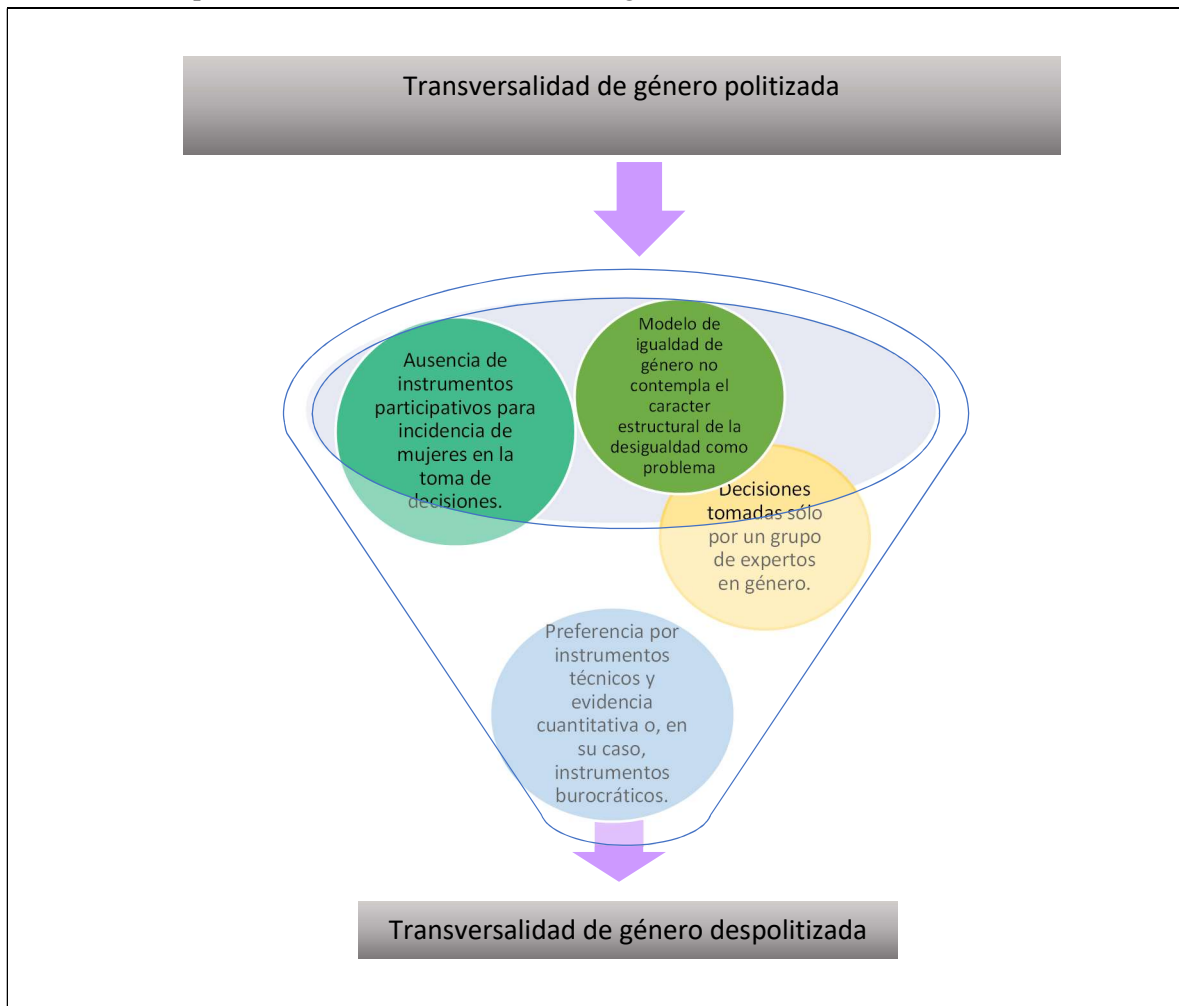 Transversalidad de género politizada
Ausencia de
instrumentos
participativos para
incidencia de
mujeres en la
toma de
decisiones.
Modelo de
igualdad de
género no
contempla el
caracter
estructural de la
desigualdad como
problema
Decisiones
tomadas sólo
por un grupo
de expertos
en género.
Preferencia por
instrumentos
técnicos y
evidencia
cuantitativa o, en
su caso,
instrumentos
burocráticos.
Transversalidad de género despolitizada